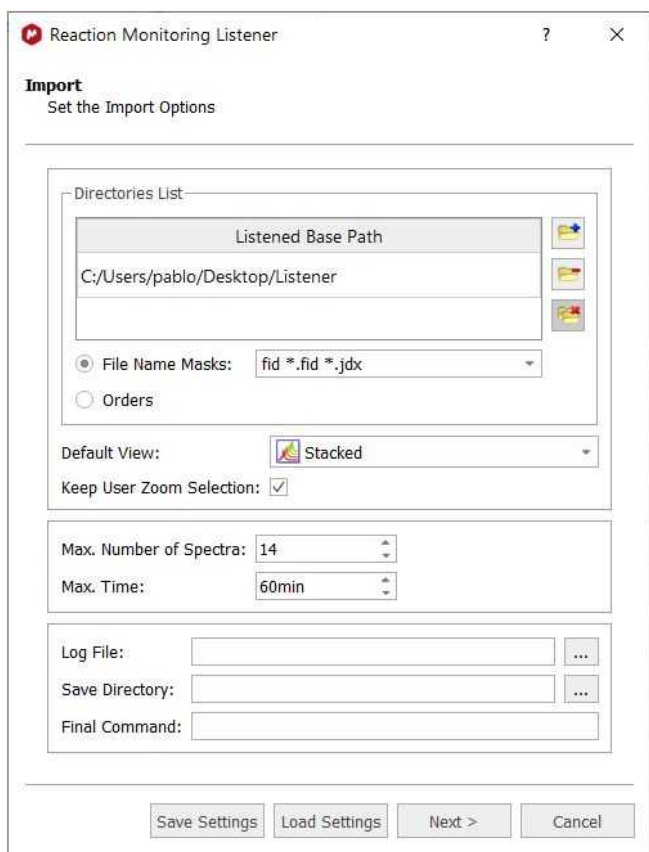 Reaction Monitoring Listener ?
Import
Set the Import Options
Directories List
Listened Base Path
C:/Users/pablo/Desktop/Listener
File Name Masks: fid *.fid *.jdx
Orders
Default View: Stacked
Keep User Zoom Selection:
Max. Number of Spectra: 14
Max. Time: 60min
Log File: ...
Save Directory: ...
Final Command:
Save Settings Load Settings Next > Cancel